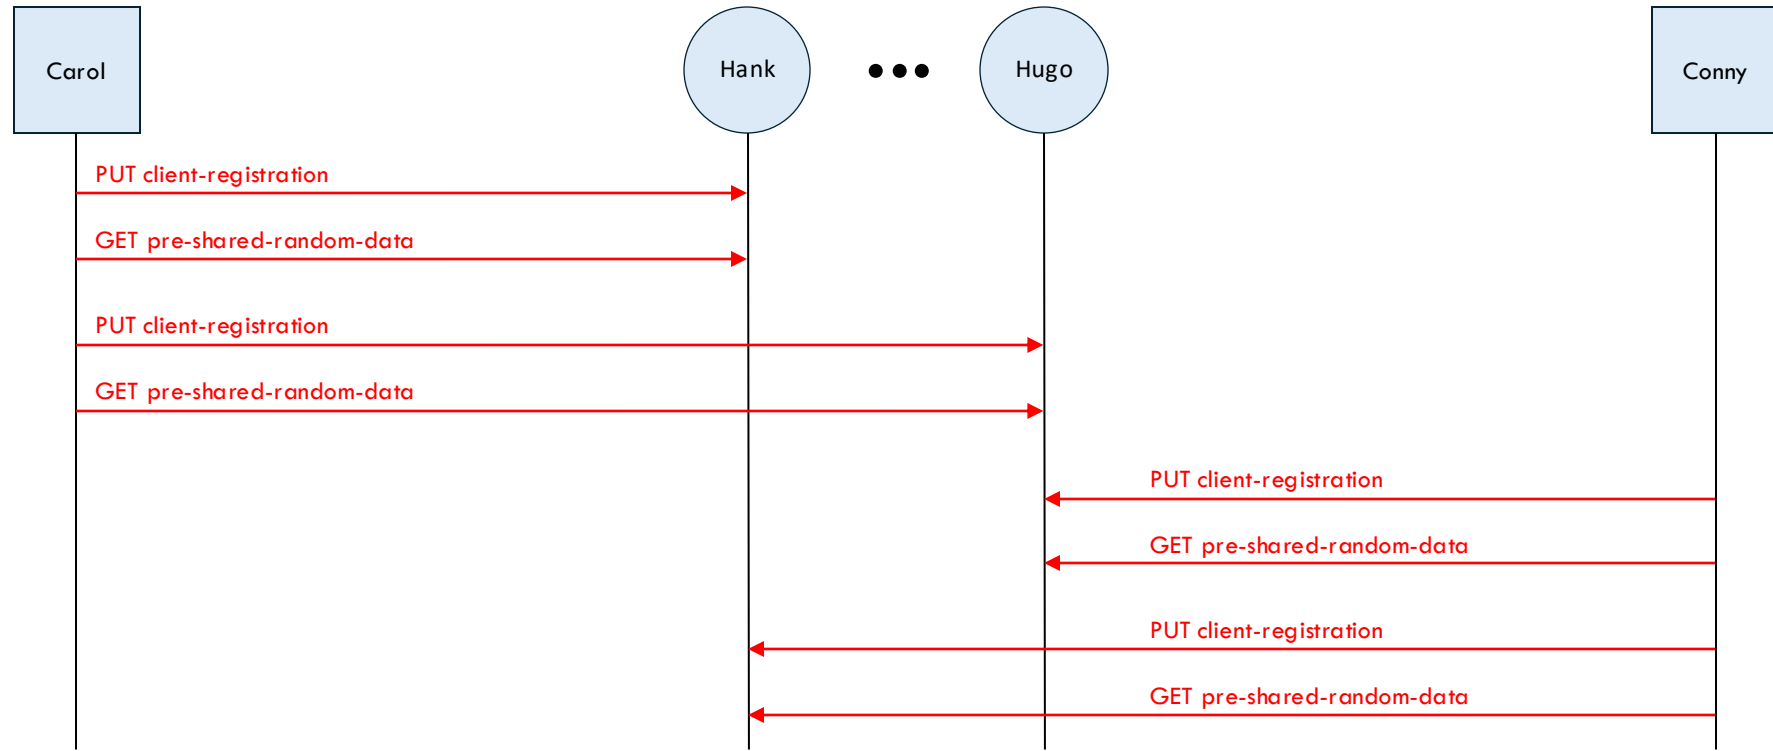 Carol
Hank
Hugo
Conny
PUT client-registration
GET pre-shared-random-data
PUT client-registration
GET pre-shared-random-data
PUT client-registration
GET pre-shared-random-data
PUT client-registration
GET pre-shared-random-data